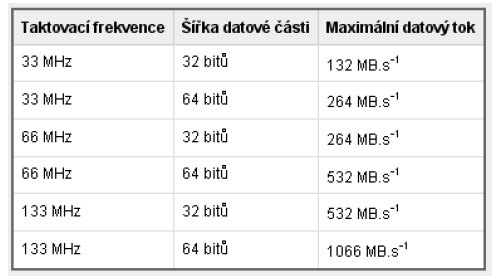 Taktovací frekvence Šířka datové části Maximální datový tok
33 MHz 32 bitů 132 MB.s⁻¹
33 MHz 64 bitů 264 MB.s⁻¹
66 MHz 32 bitů 264 MB.s⁻¹
66 MHz 64 bitů 532 MB.s⁻¹
133 MHz 32 bitů 532 MB.s⁻¹
133 MHz 64 bitů 1066 MB.s⁻¹